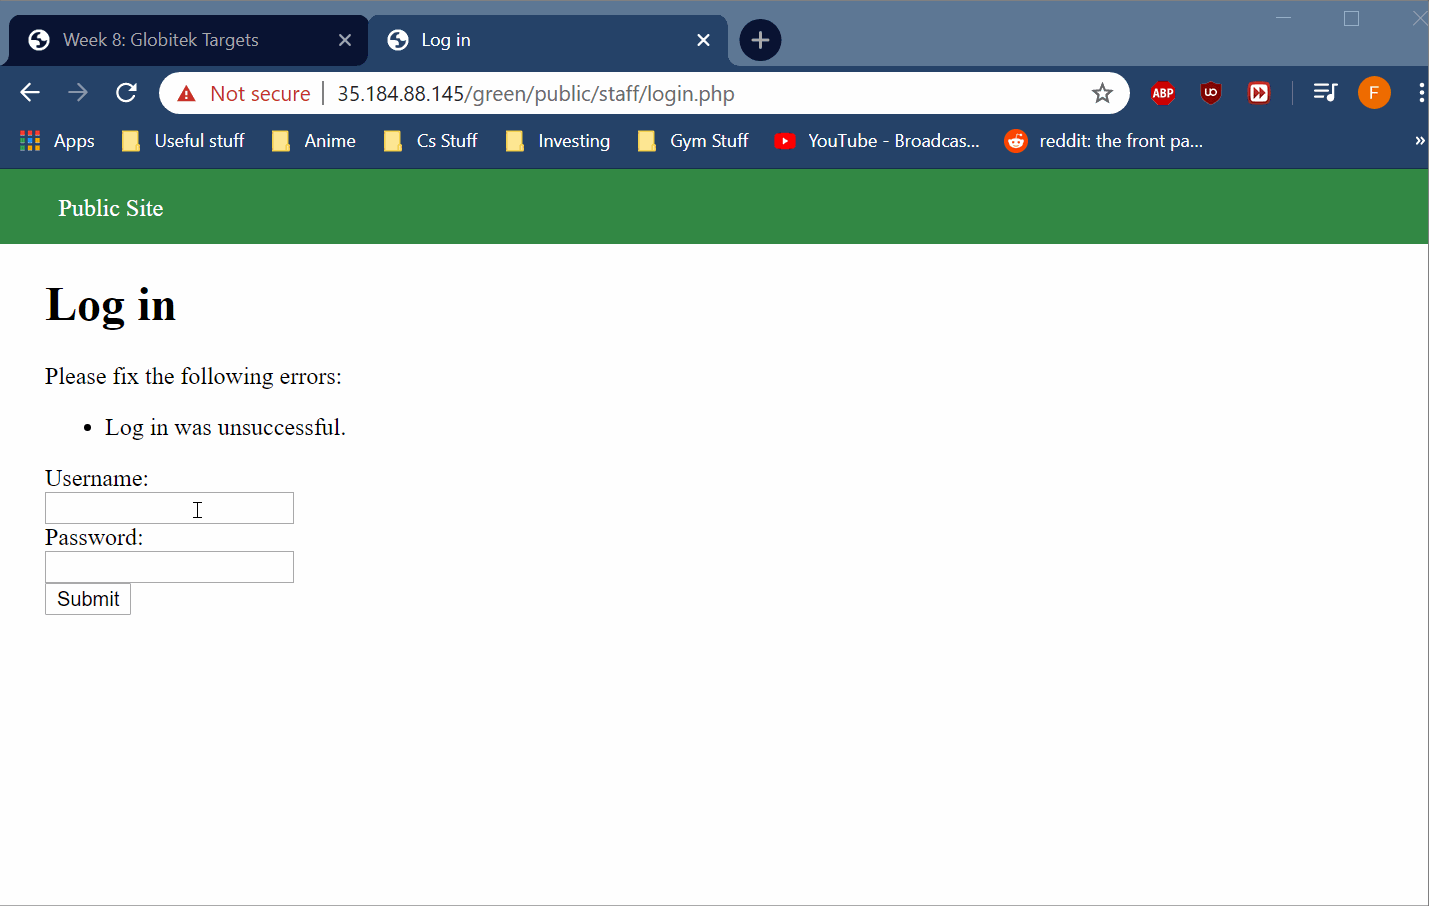 Week 8: Globitek Targets
Log in
Not secure
35.184.88.145/green/public/staff/login.php
ABP
UO
F
Apps
Useful stuff
Anime
Cs Stuff
Investing
Gym Stuff
YouTube - Broadcas...
reddit: the front pa...
»
Public Site
Log in
Please fix the following errors:
• Log in was unsuccessful.
Username:
Password:
Submit